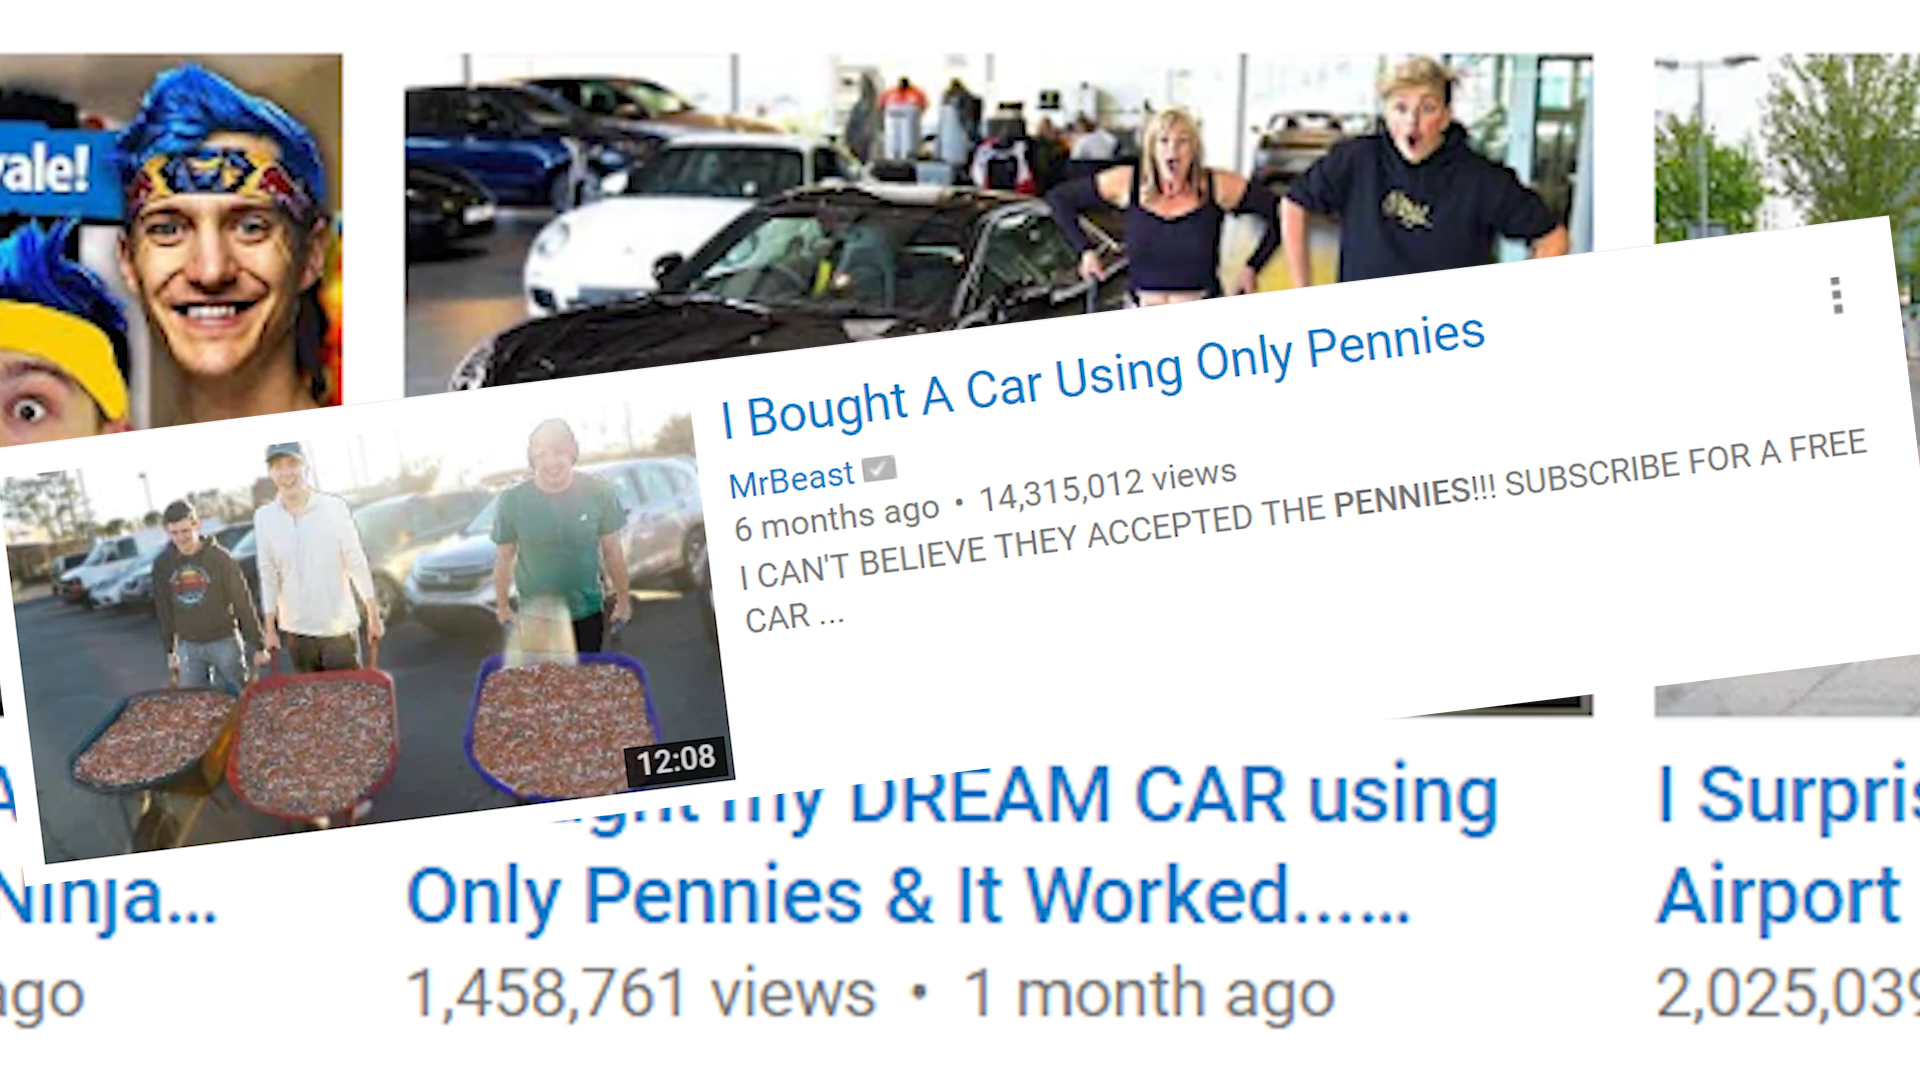 ale!
I Bought A Car Using Only Pennies
MrBeast
6 months ago • 14,315,012 views
I CAN'T BELIEVE THEY ACCEPTED THE PENNIES!!! SUBSCRIBE FOR A FREE
CAR ...
12:08
my DREAM CAR using
Only Pennies & It Worked......
1,458,761 views • 1 month ago
Ninja...
ago
I Surpris
Airport
2,025,039